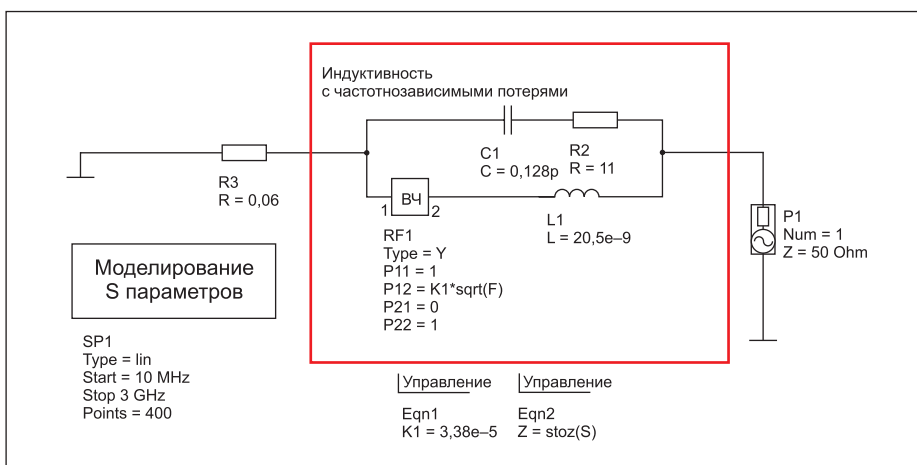 Индуктивность
с частотнозависимыми потерями
C1
C = 0,128p
R2
R = 11
R3
R = 0,06
1
ВЧ
2
L1
L = 20,5e–9
RF1
Type = Y
P11 = 1
P12 = K1*sqrt(F)
P21 = 0
P22 = 1
P1
Num = 1
Z = 50 Ohm
Моделирование
S параметров
SP1
Type = lin
Start = 10 MHz
Stop 3 GHz
Points = 400
Управление
Eqn1
K1 = 3,38e–5
Управление
Eqn2
Z = stoz(S)